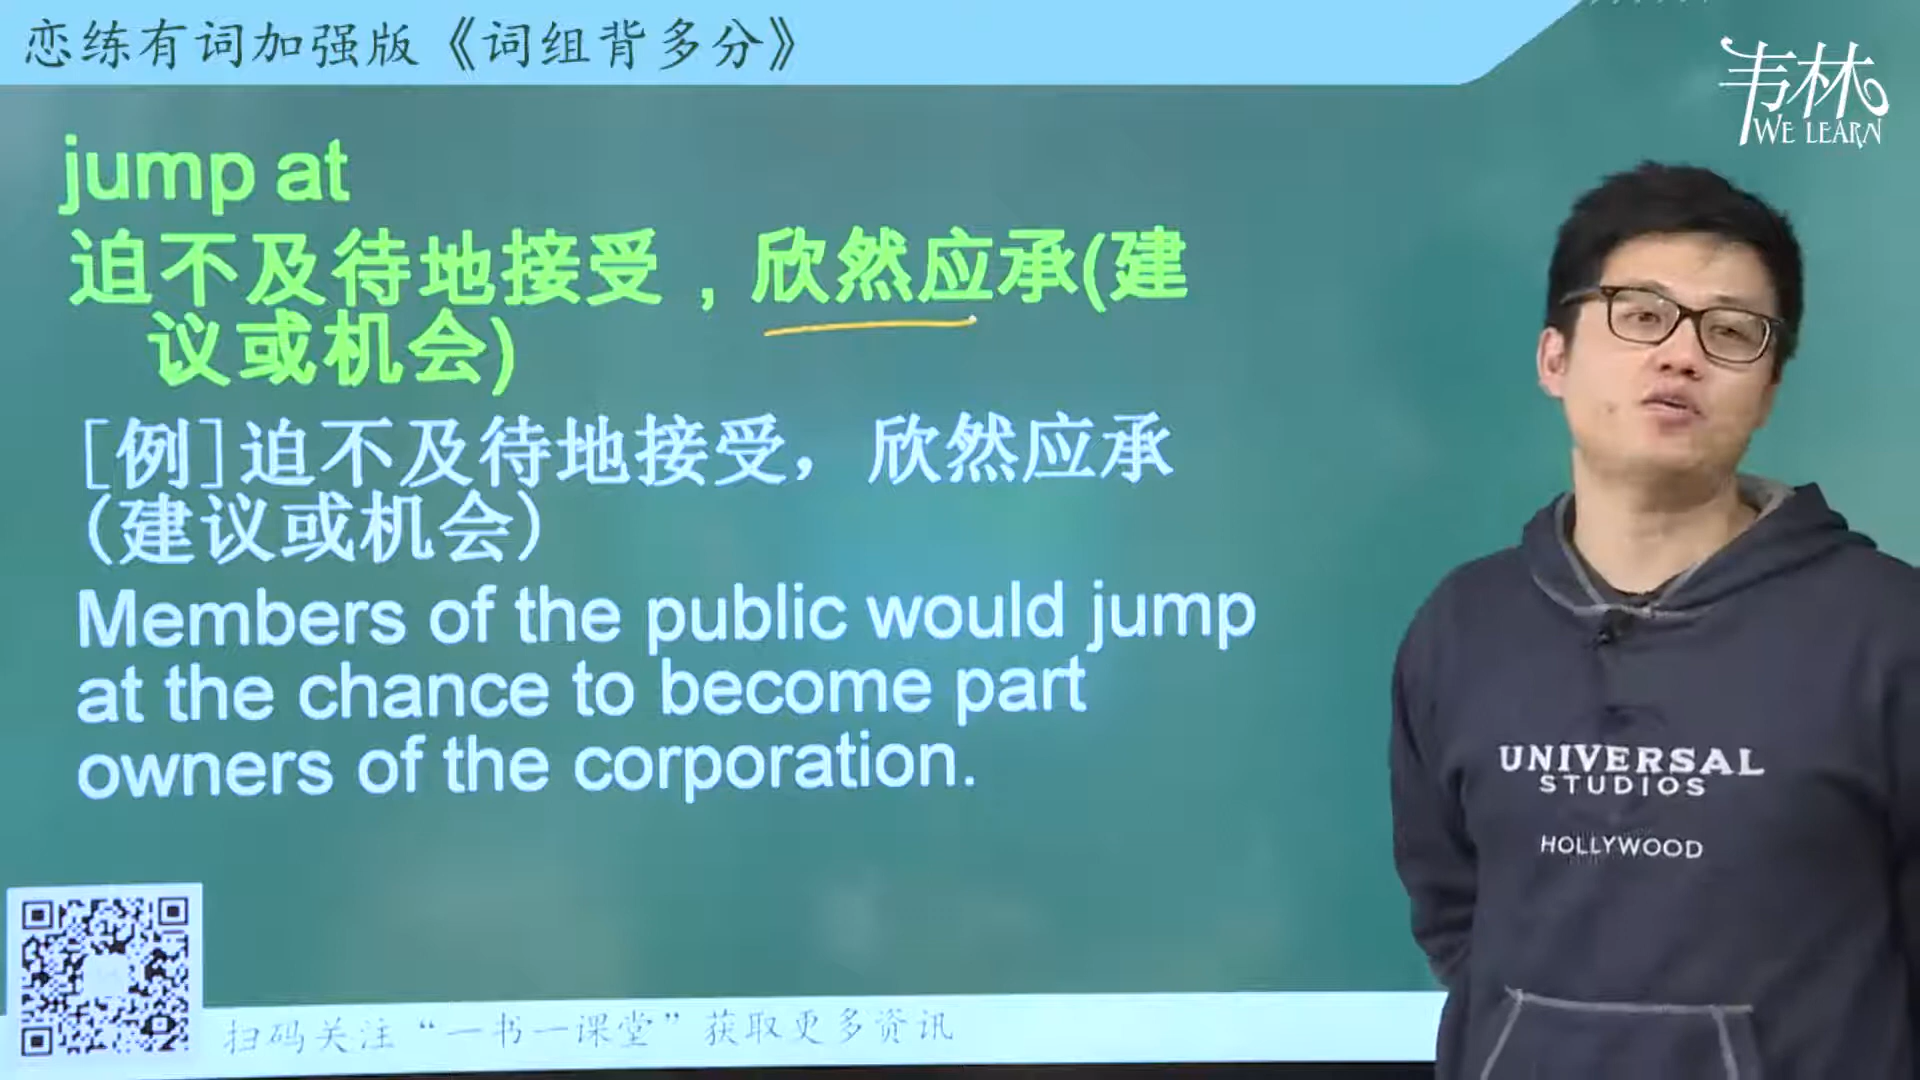 恋练有词加强版《词组背多分》
韦林
WE LEARN
jump at
迫不及待地接受，欣然应承(建
议或机会)
[例]迫不及待地接受，欣然应承
(建议或机会)
Members of the public would jump
at the chance to become part
owners of the corporation.
UNIVERSAL
STUDIOS
HOLLYWOOD
扫码关注“一书一课堂”获取更多资讯